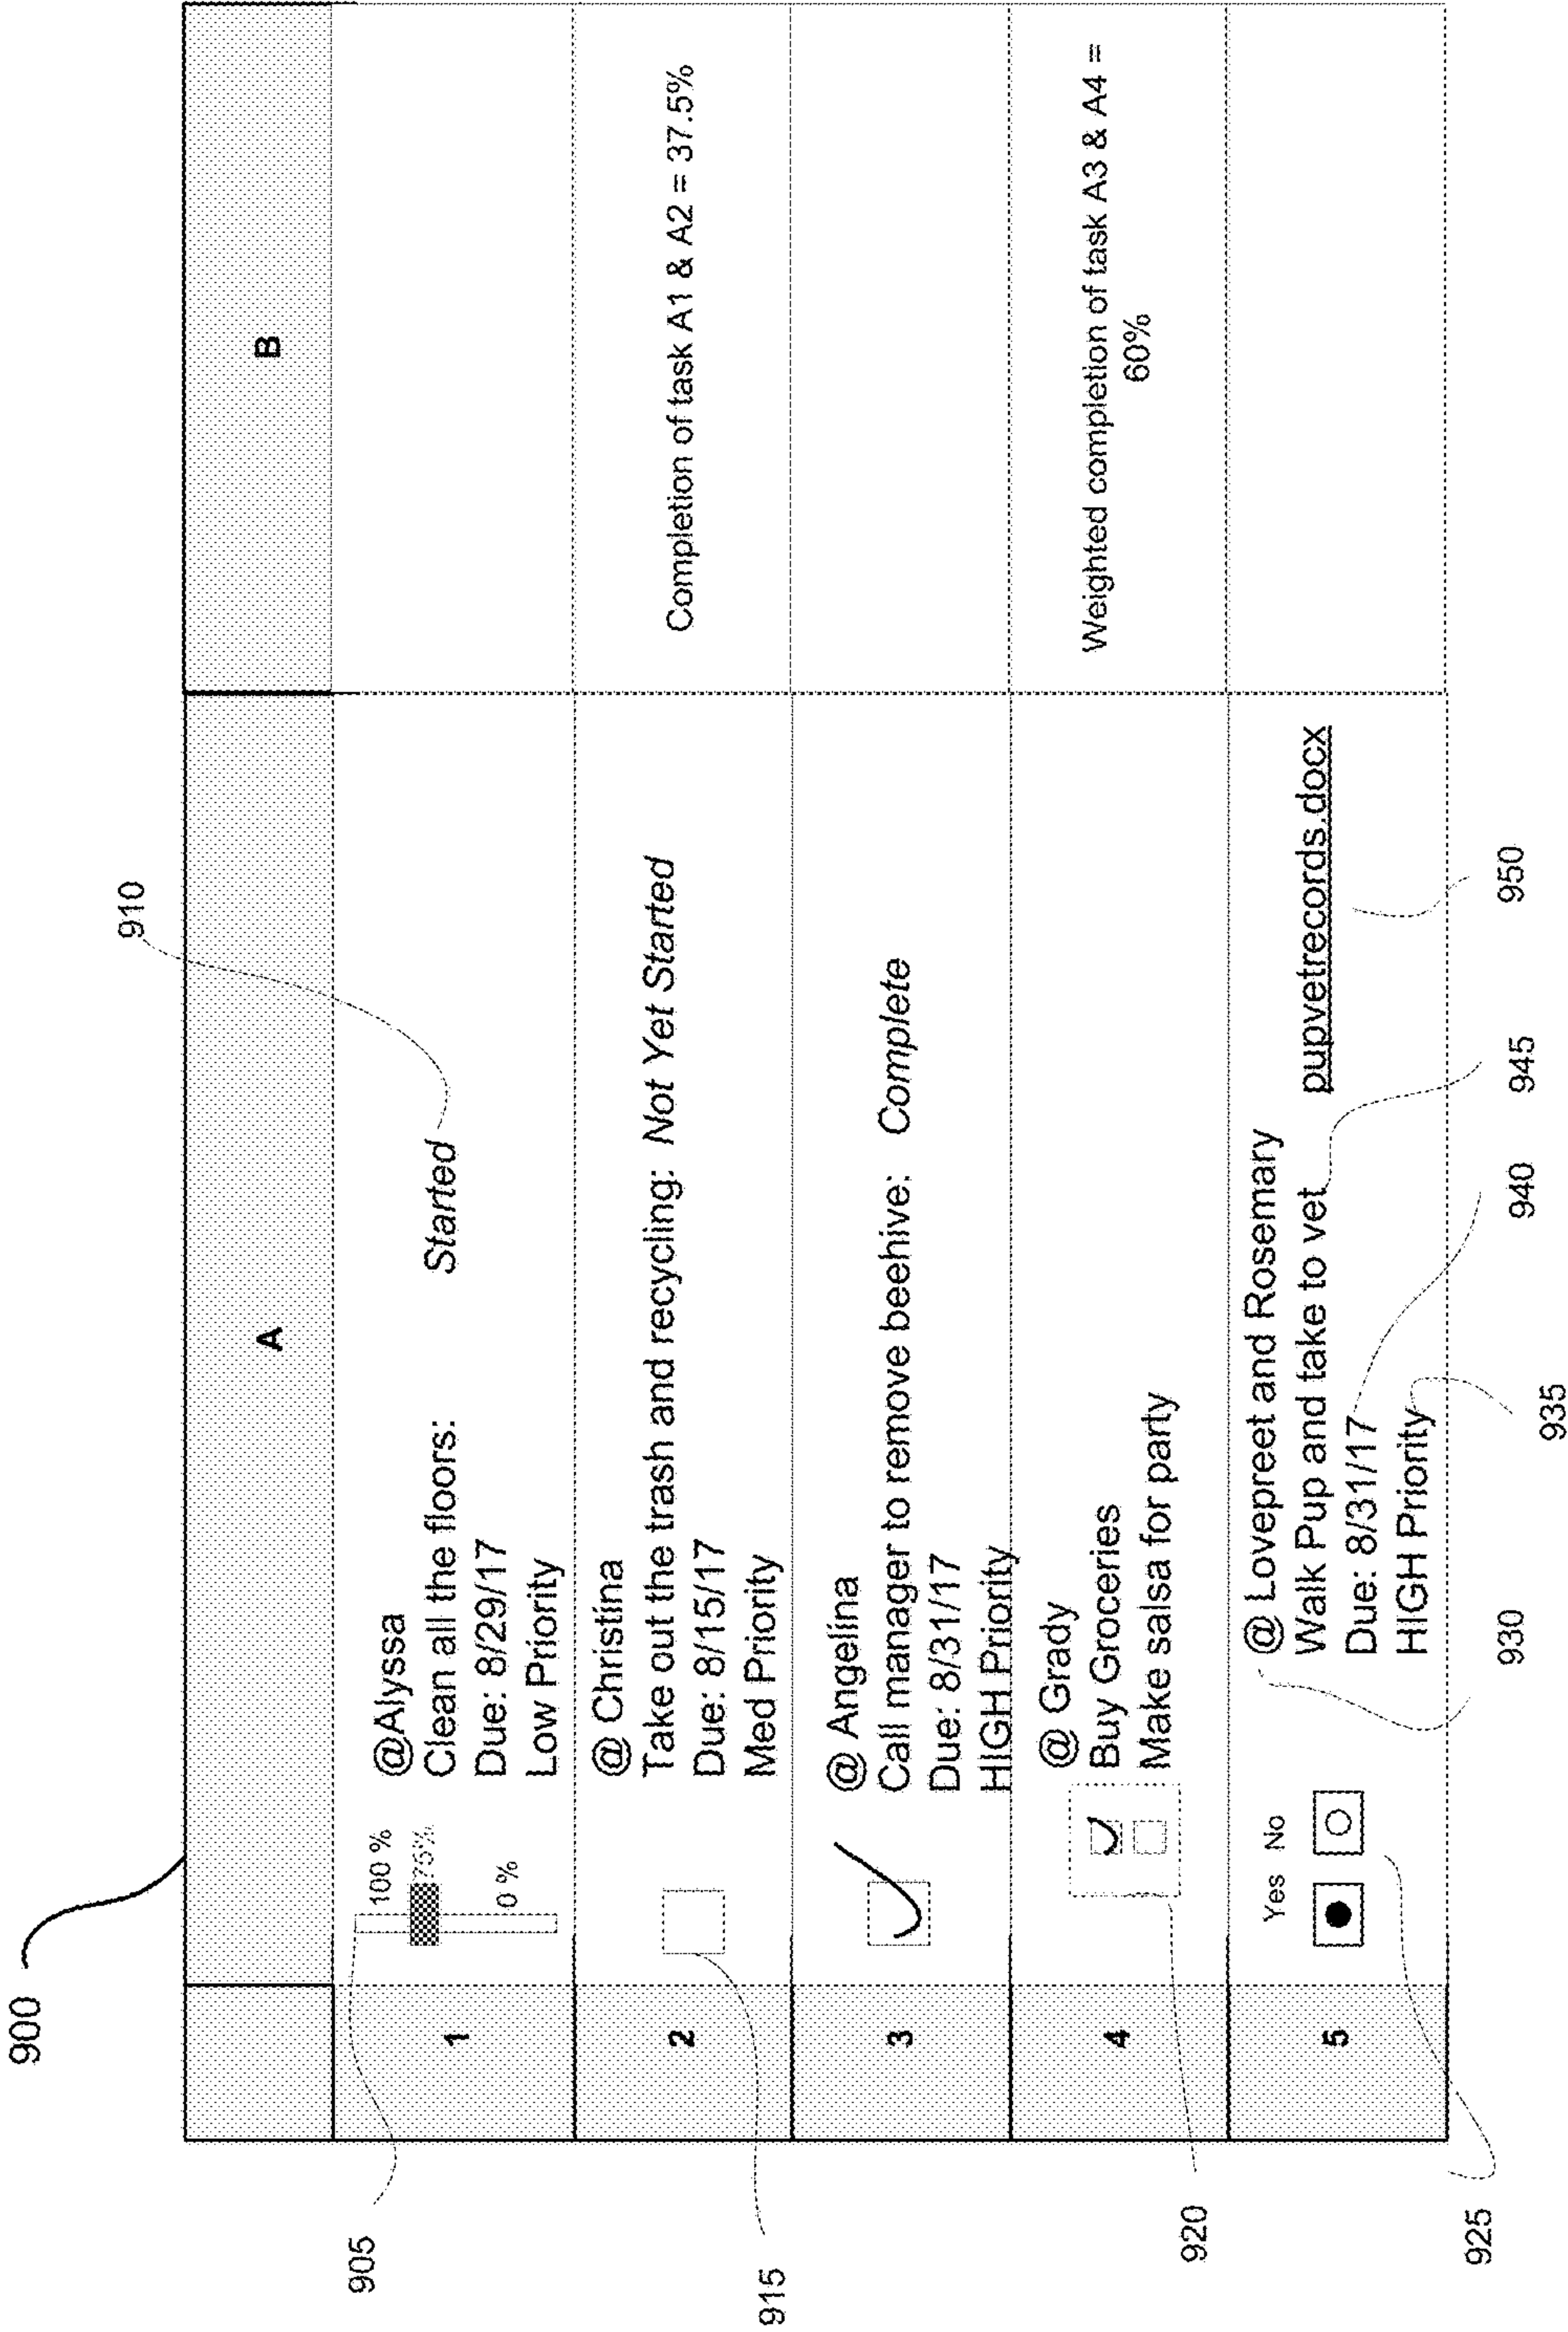 900
910
A
B
1
100 %
75%
0 %
@Alyssa
Clean all the floors:
Started
Due: 8/29/17
Low Priority
2
@ Christina
Take out the trash and recycling: Not Yet Started
Due: 8/15/17
Med Priority
Completion of task A1 & A2 = 37.5%
3
@ Angelina
Call manager to remove beehive: Complete
Due: 8/31/17
HIGH Priority
4
@ Grady
Buy Groceries
Make salsa for party
Weighted completion of task A3 & A4 =
60%
5
Yes No
@ Lovepreet and Rosemary
Walk Pup and take to vet pupvetrecords.docx
Due: 8/31/17
HIGH Priority
905
915
920
925
930
935
940
945
950